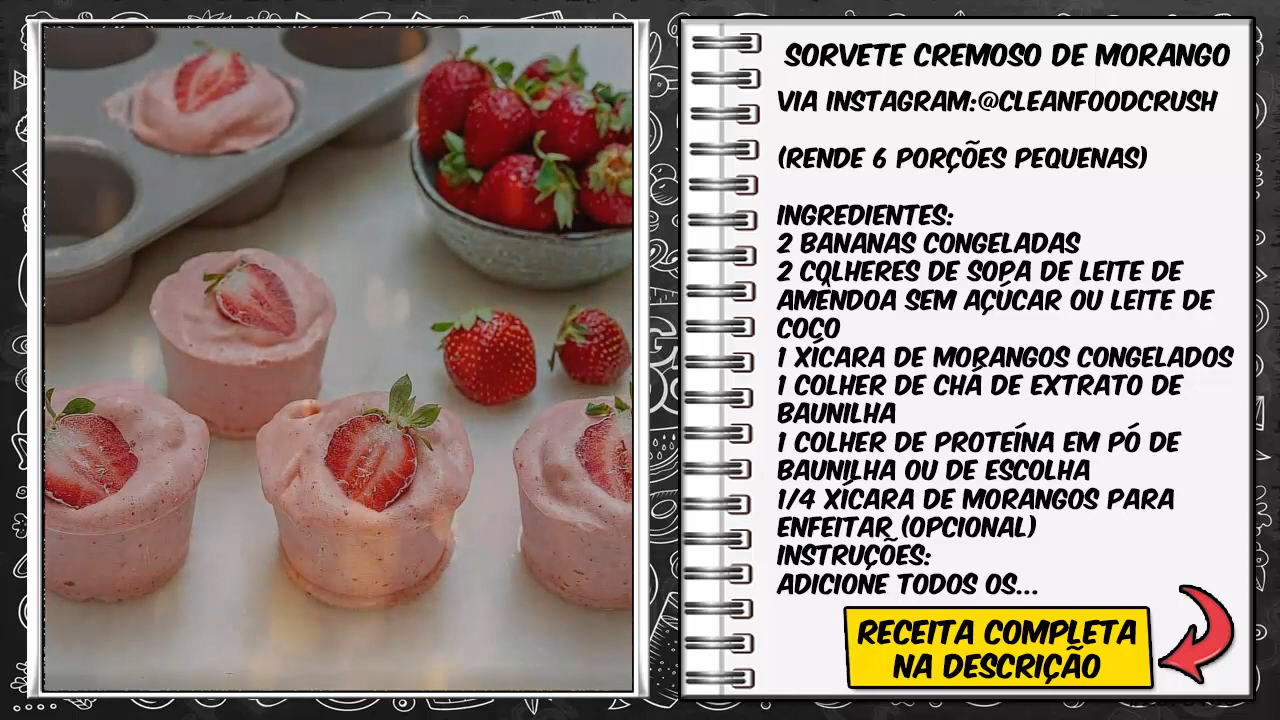 SORVETE CREMOSO DE MORANGO
VIA INSTAGRAM:@CLEANFOODCRUSH
(RENDE 6 PORÇÕES PEQUENAS)
INGREDIENTES:
2 BANANAS CONGELADAS
2 COLHERES DE SOPA DE LEITE DE
AMÊNDOA SEM AÇÚCAR OU LEITE DE
COCO
1 XÍCARA DE MORANGOS CONGELADOS
1 COLHER DE CHÁ DE EXTRATO DE
BAUNILHA
1 COLHER DE PROTEÍNA EM PÓ DE
BAUNILHA OU DE ESCOLHA
1/4 XÍCARA DE MORANGOS PARA
ENFEITAR (OPCIONAL)
INSTRUÇÕES:
ADICIONE TODOS OS...
RECEITA COMPLETA
NA DESCRIÇÃO